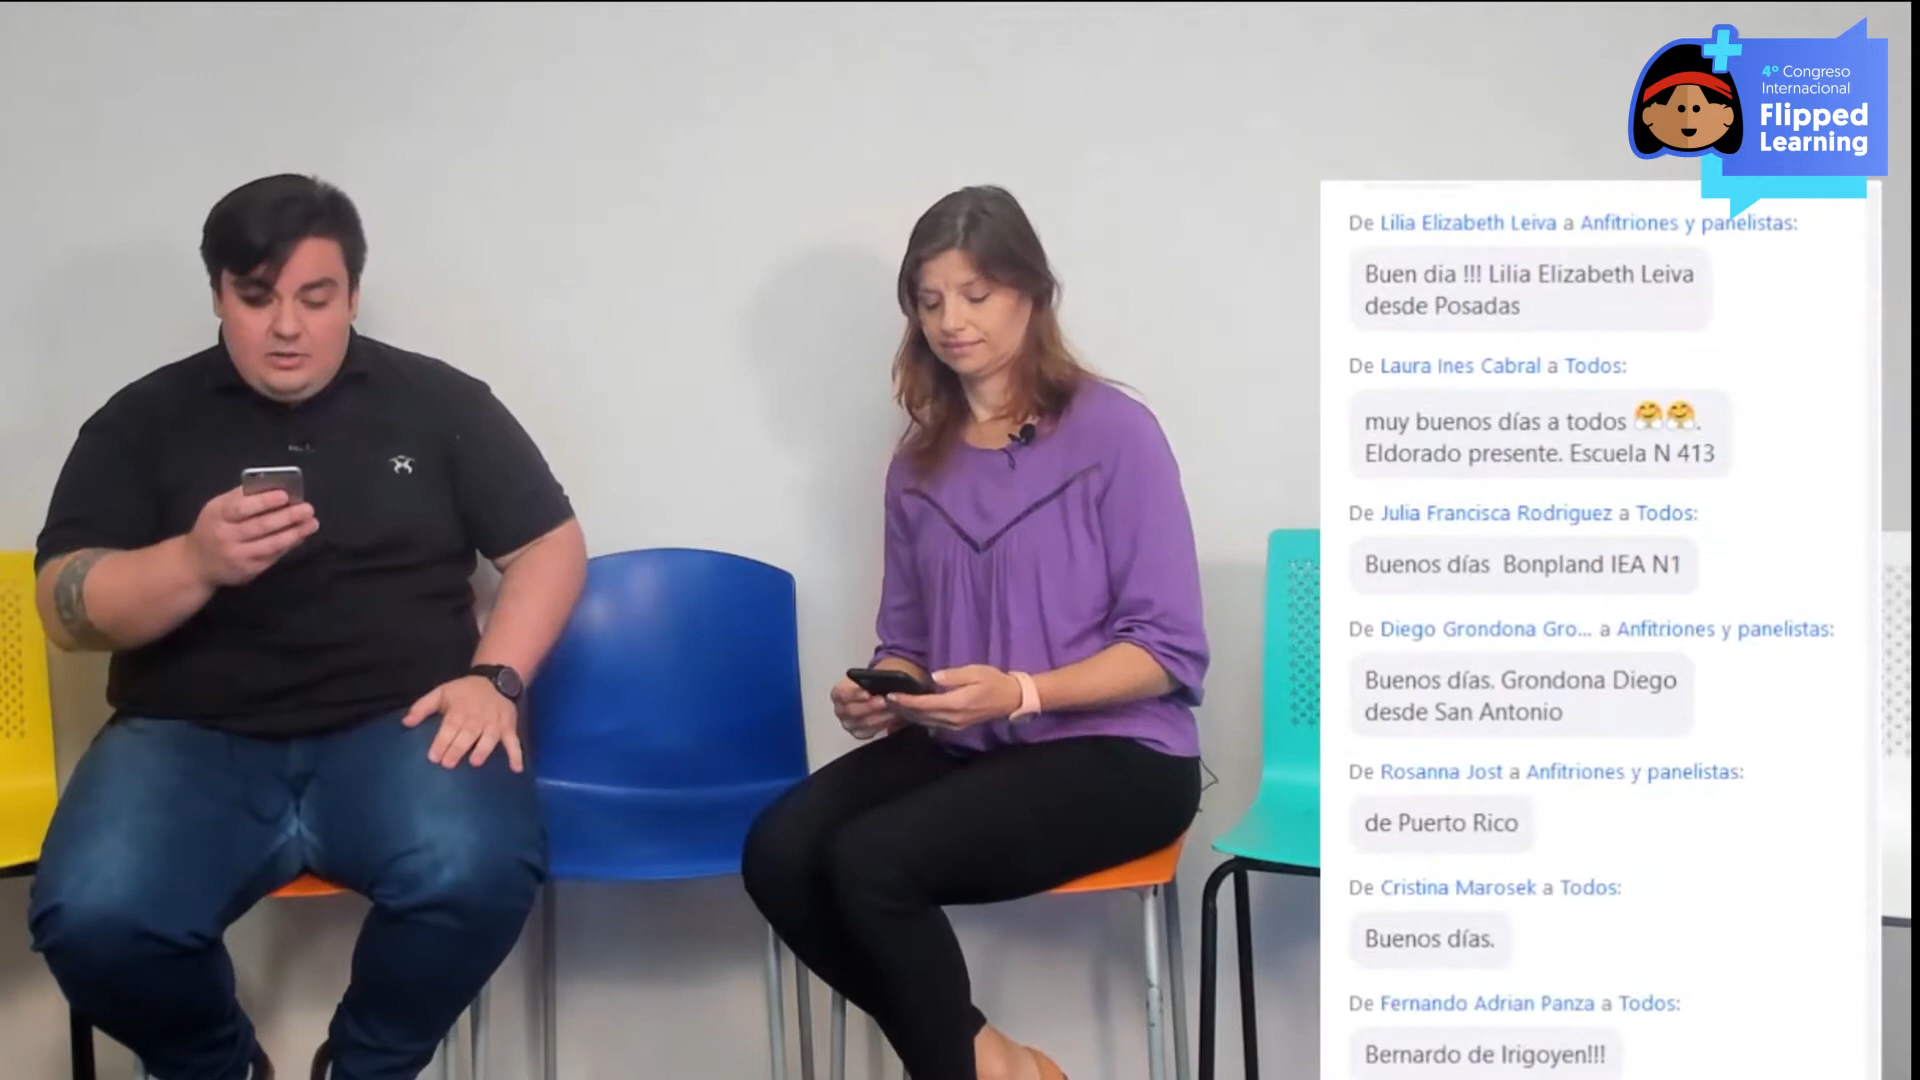 4º Congreso
Internacional
Flipped
Learning
De Lilia Elizabeth Leiva a Anfitriones y panelistas:
Buen dia !!! Lilia Elizabeth Leiva
desde Posadas
De Laura Ines Cabral a Todos:
muy buenos días a todos 🤗🤗.
Eldorado presente. Escuela N 413
De Julia Francisca Rodriguez a Todos:
Buenos días  Bonpland IEA N1
De Diego Grondona Gro... a Anfitriones y panelistas:
Buenos días. Grondona Diego
desde San Antonio
De Rosanna Jost a Anfitriones y panelistas:
de Puerto Rico
De Cristina Marosek a Todos:
Buenos días.
De Fernando Adrian Panza a Todos:
Bernardo de Irigoyen!!!